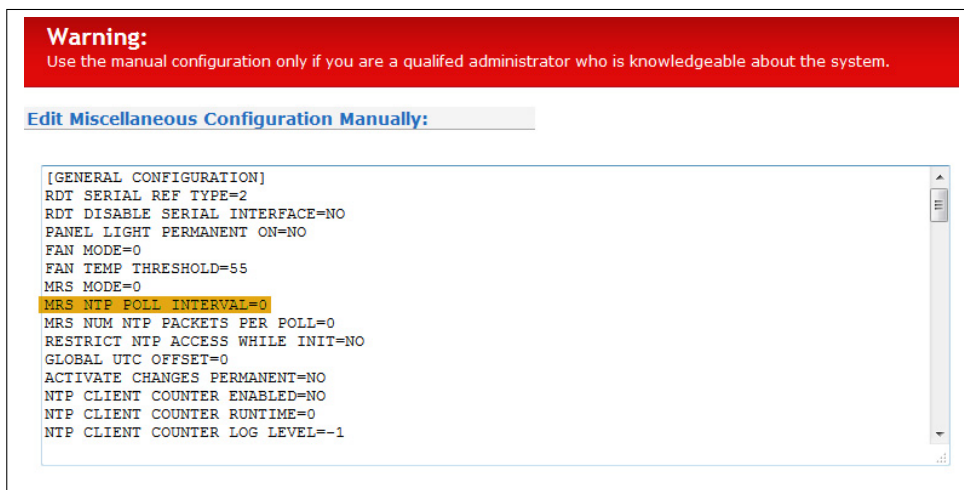 Warning:
Use the manual configuration only if you are a qualifed administrator who is knowledgeable about the system.
Edit Miscellaneous Configuration Manually:
[GENERAL CONFIGURATION]
RDT SERIAL REF TYPE=2
RDT DISABLE SERIAL INTERFACE=NO
PANEL LIGHT PERMANENT ON=NO
FAN MODE=0
FAN TEMP THRESHOLD=55
MRS MODE=0
MRS NTP POLL INTERVAL=0
MRS NUM NTP PACKETS PER POLL=0
RESTRICT NTP ACCESS WHILE INIT=NO
GLOBAL UTC OFFSET=0
ACTIVATE CHANGES PERMANENT=NO
NTP CLIENT COUNTER ENABLED=NO
NTP CLIENT COUNTER RUNTIME=0
NTP CLIENT COUNTER LOG LEVEL=-1